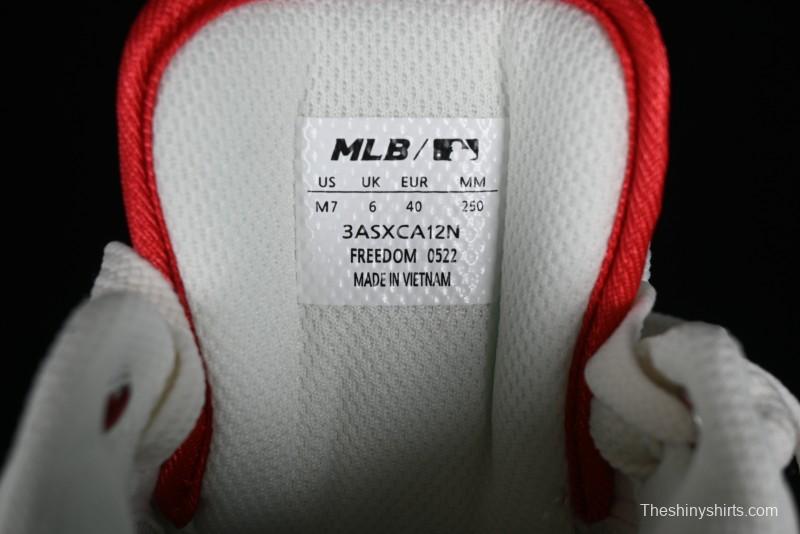 MLB /
US UK EUR MM
M7 6 40 250
3ASXCA12N
FREEDOM 0522
MADE IN VIETNAM
Theshinyshirts.com